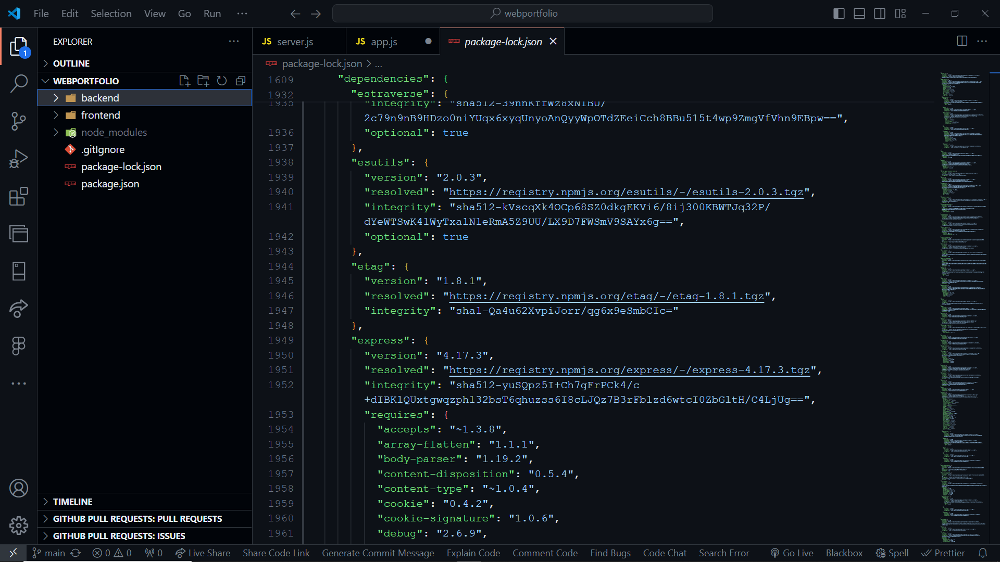 File Edit Selection View Go Run ··· webportfolio
EXPLORER
OUTLINE
WEBPORTFOLIO
backend
frontend
node_modules
.gitIgnore
package-lock.json
package.json
TIMELINE
GITHUB PULL REQUESTS: PULL REQUESTS
GITHUB PULL REQUESTS: ISSUES
1
JS server.js JS app.js package-lock.json
package-lock.json > ...
1609 "dependencies": {
1932 "estraverse": {
2c79n9nB9HDzo0niYUqx6xyqUnyoAnQyyWpOTdZEeiCch8BBu515t4wp9ZmgVfVhn9EBpw==",
1936 "optional": true
1937 },
1938 "esutils": {
1939 "version": "2.0.3",
1940 "resolved": "https://registry.npmjs.org/esutils/-/esutils-2.0.3.tgz",
1941 "integrity": "sha512-kVscqXk4OCp68SZ0dkgEKVi6/8ij300KBWTJq32P/
dYeWTSwK41WyTxalN1eRmA5Z9UU/LX9D7FWSmV9SAYx6g==",
1942 "optional": true
1943 },
1944 "etag": {
1945 "version": "1.8.1",
1946 "resolved": "https://registry.npmjs.org/etag/-/etag-1.8.1.tgz",
1947 "integrity": "sha1-Qa4u62XvpiJorr/qg6x9eSmbCIc="
1948 },
1949 "express": {
1950 "version": "4.17.3",
1951 "resolved": "https://registry.npmjs.org/express/-/express-4.17.3.tgz",
1952 "integrity": "sha512-yuSQpz5I+Ch7gFrPCk4/c
+dIBKlQUxtgwqzph132bsT6qhuzss6I8cLJQz7B3rFblzd6wtcI0ZbGltH/C4LjUg==",
1953 "requires": {
1954 "accepts": "~1.3.8",
1955 "array-flatten": "1.1.1",
1956 "body-parser": "1.19.2",
1957 "content-disposition": "0.5.4",
1958 "content-type": "~1.0.4",
1959 "cookie": "0.4.2",
1960 "cookie-signature": "1.0.6",
1961 "debug": "2.6.9",
main 0 0 0 Live Share Share Code Link Generate Commit Message Explain Code Comment Code Find Bugs Code Chat Search Error Go Live Blackbox Spell Prettier